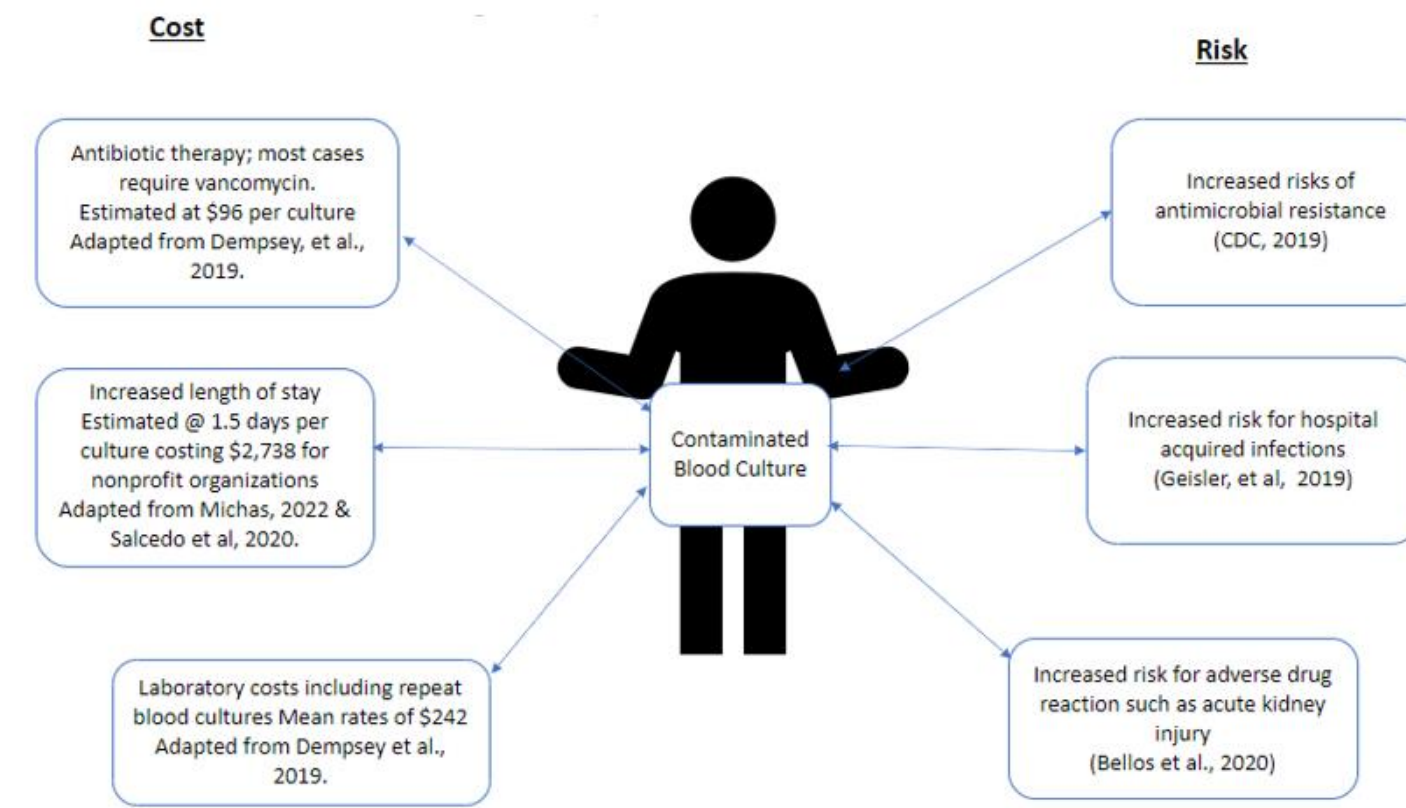 Cost
Antibiotic therapy; most cases
require vancomycin.
Estimated at $96 per culture
Adapted from Dempsey, et al.,
2019.
Increased length of stay
Estimated @ 1.5 days per
culture costing $2,738 for
nonprofit organizations
Adapted from Michas, 2022 &
Salcedo et al, 2020.
Laboratory costs including repeat
blood cultures Mean rates of $242
Adapted from Dempsey et al.,
2019.
Contaminated
Blood Culture
Risk
Increased risks of
antimicrobial resistance
(CDC, 2019)
Increased risk for hospital
acquired infections
(Geisler, et al, 2019)
Increased risk for adverse drug
reaction such as acute kidney
injury
(Bellos et al., 2020)